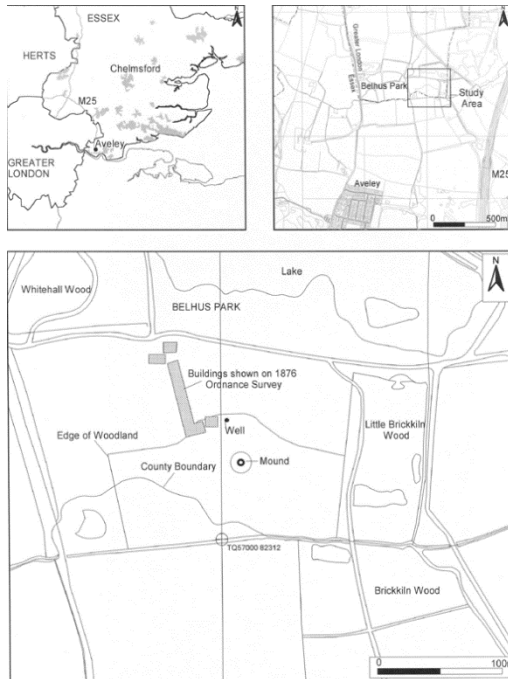 ESSEX
N
HERTS
Chelmsford
M25
Aveley
GREATER
LONDON
N
Greater London
Essex
Belhus Park
Study
Area
Aveley
M25
0
500m
Whitehall Wood
Lake
N
BELHUS PARK
Buildings shown on 1876
Ordnance Survey
Edge of Woodland
Well
Little Brickkiln
Wood
County Boundary
Mound
TQ57000 82312
Brickkiln Wood
0
100m